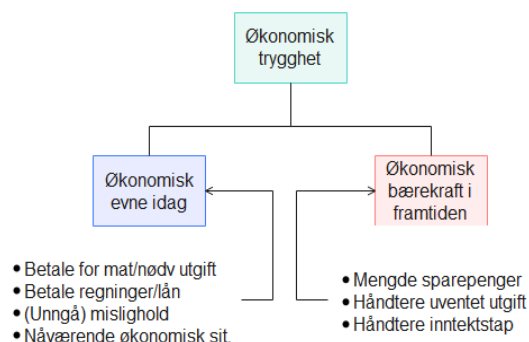 Økonomisk
trygghet
Økonomisk
evne idag
Økonomisk
bærekraft i
framtiden
• Betale for mat/nødv utgift
• Betale regninger/lån
• (Unngå) mislighold
• Nåværende økonomisk sit.
• Mengde sparepenger
• Håndtere uventet utgift
• Håndtere inntektstap